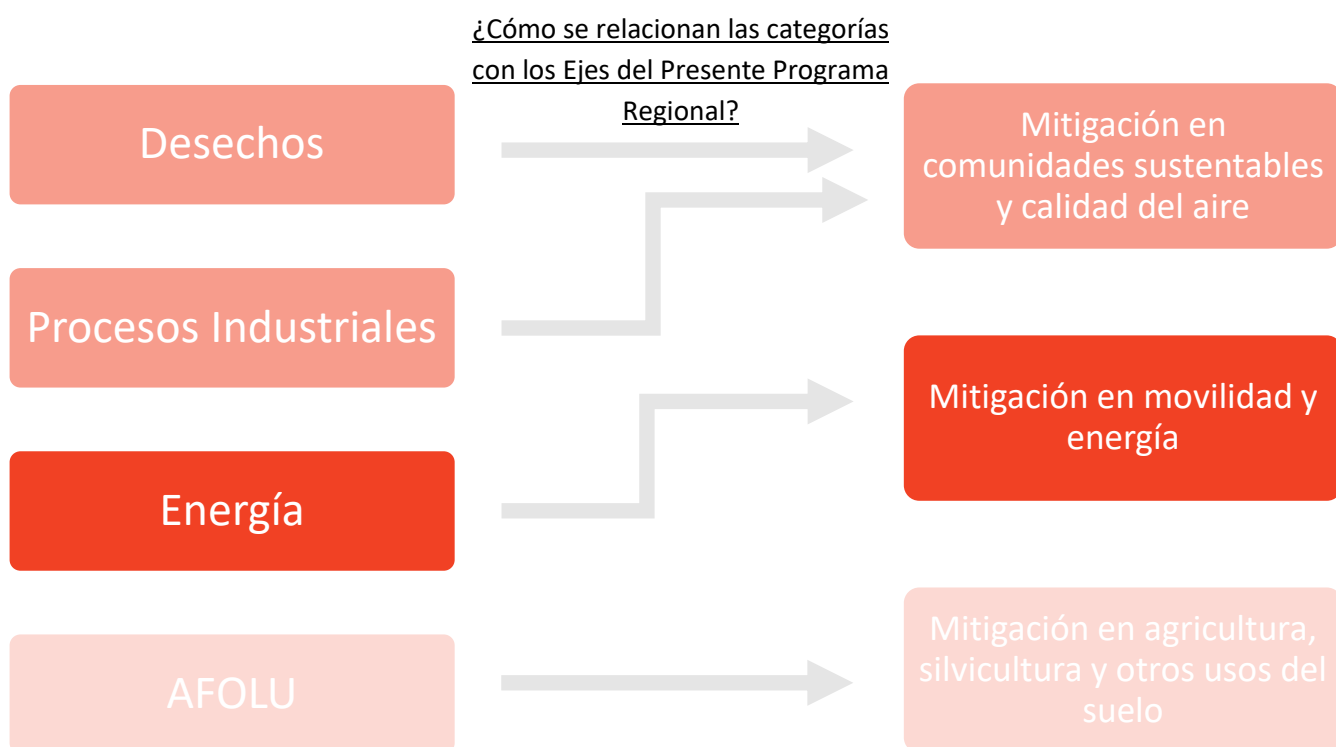 ¿Cómo se relacionan las categorías
con los Ejes del Presente Programa
Regional?
Desechos
Procesos Industriales
Energía
AFOLU
Mitigación en
comunidades sustentables
y calidad del aire
Mitigación en movilidad y
energía
Mitigación en agricultura,
silvicultura y otros usos del
suelo